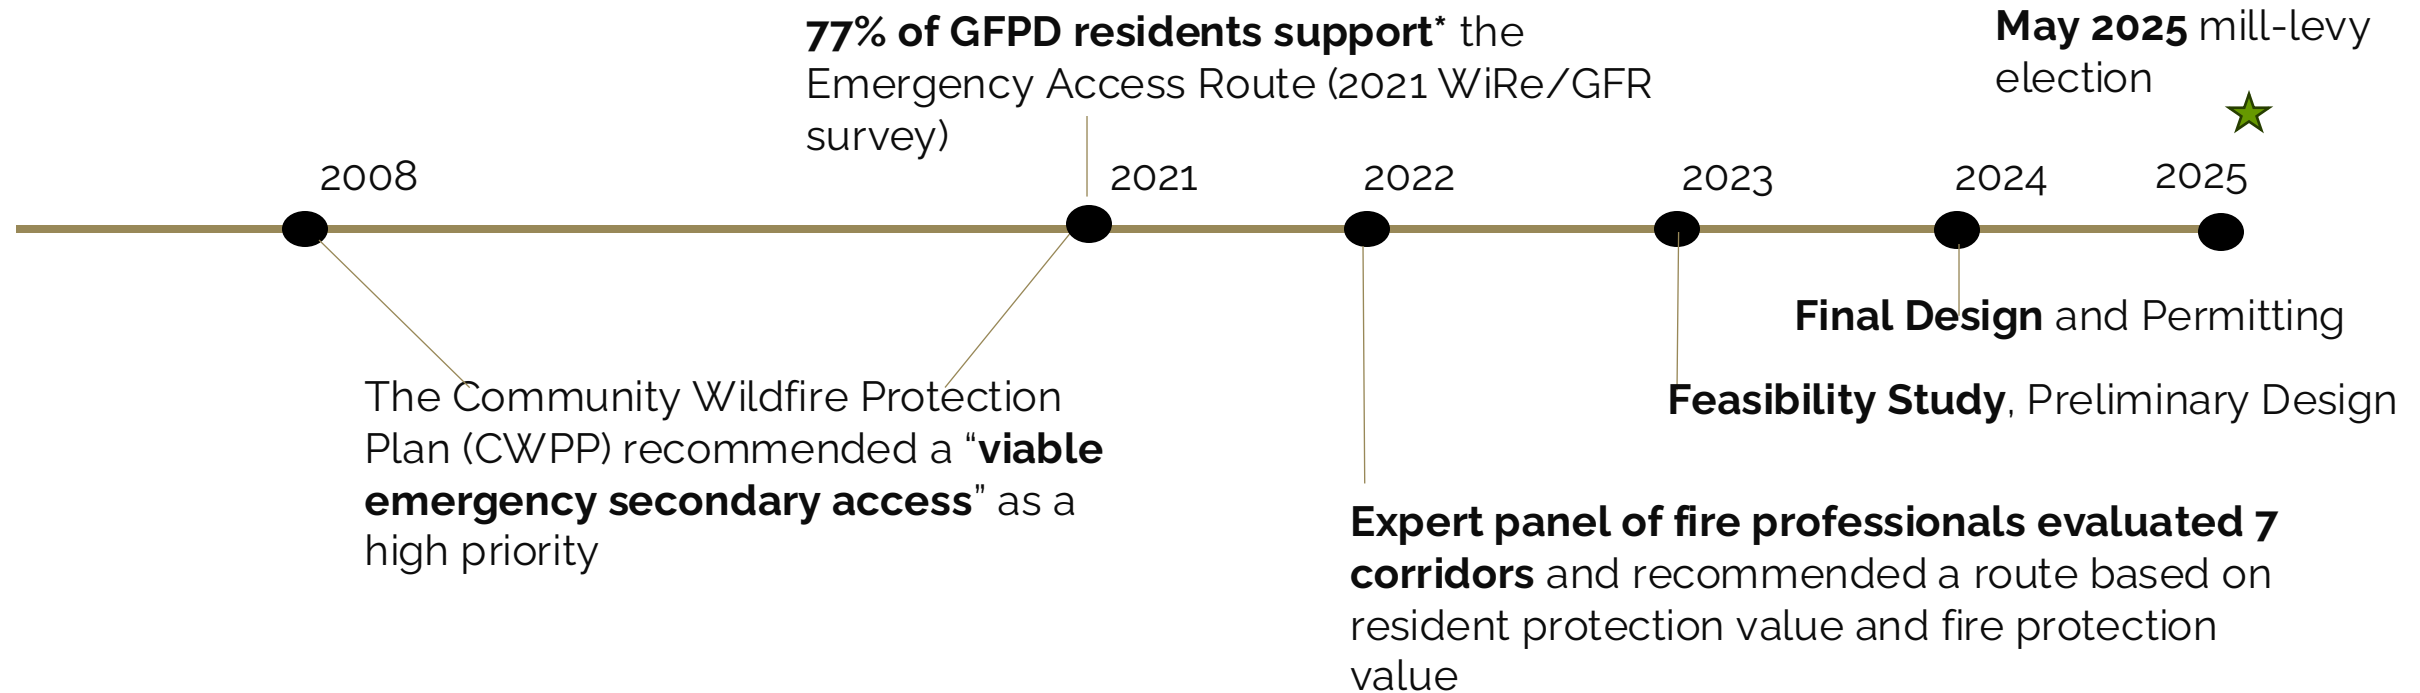 77% of GFPD residents support* the
Emergency Access Route (2021 WiRe/GFR
survey)
May 2025 mill-levy
election
2008
2021
2022
2023
2024
2025
Final Design and Permitting
Feasibility Study, Preliminary Design
The Community Wildfire Protection
Plan (CWPP) recommended a “viable
emergency secondary access” as a
high priority
Expert panel of fire professionals evaluated 7
corridors and recommended a route based on
resident protection value and fire protection
value